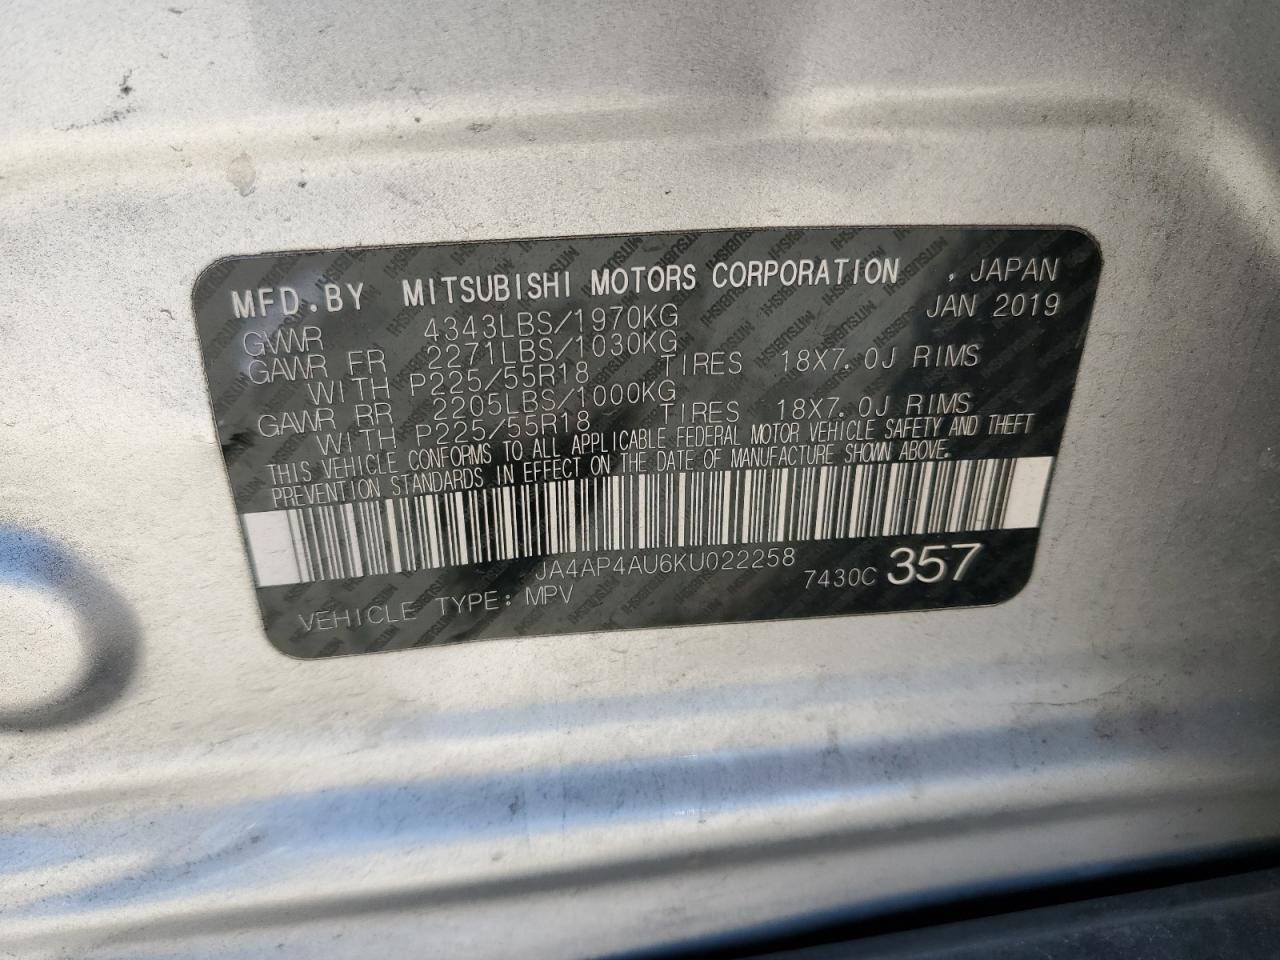 MFD.BY MITSUBISHI MOTORS CORPORATION , JAPAN
GVWR 4343LBS/1970KG JAN 2019
GAWR FR 2271LBS/1030KG
WITH P225/55R18 TIRES 18X7.0J RIMS
GAWR RR 2205LBS/1000KG
WITH P225/55R18 TIRES 18X7.0J RIMS
THIS VEHICLE CONFORMS TO ALL APPLICABLE FEDERAL MOTOR VEHICLE SAFETY AND THEFT
PREVENTION STANDARDS IN EFFECT ON THE DATE OF MANUFACTURE SHOWN ABOVE.
JA4AP4AU6KU022258
VEHICLE TYPE: MPV 7430C 357